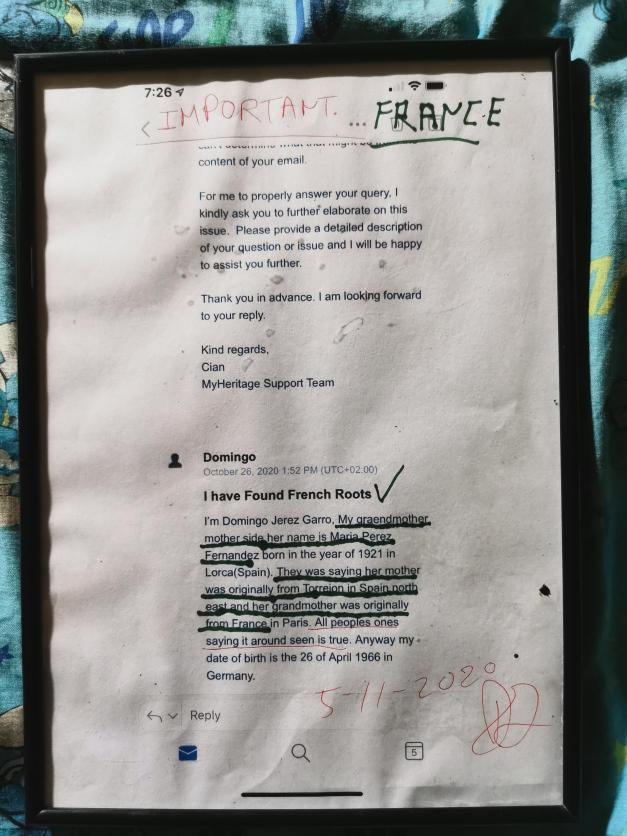 7:26
IMPORTANT. ... FRANCE
content of your email.
For me to properly answer your query, I
kindly ask you to further elaborate on this
issue. Please provide a detailed description
of your question or issue and I will be happy
to assist you further.
Thank you in advance. I am looking forward
to your reply.
Kind regards,
Cian
MyHeritage Support Team
Domingo
October 26, 2020 1:52 PM (UTC+02:00)
I have Found French Roots
I'm Domingo Jerez Garro, My graendmother
mother side her name is Maria Perez
Fernandez born in the year of 1921 in
Lorca(Spain). They was saying her mother
was originally from Torrejon in Spain north
east and her grandmother was originally
from France in Paris. All peoples ones
saying it around seen is true. Anyway my
date of birth is the 26 of April 1966 in
Germany.
5-11-2020
Reply
5